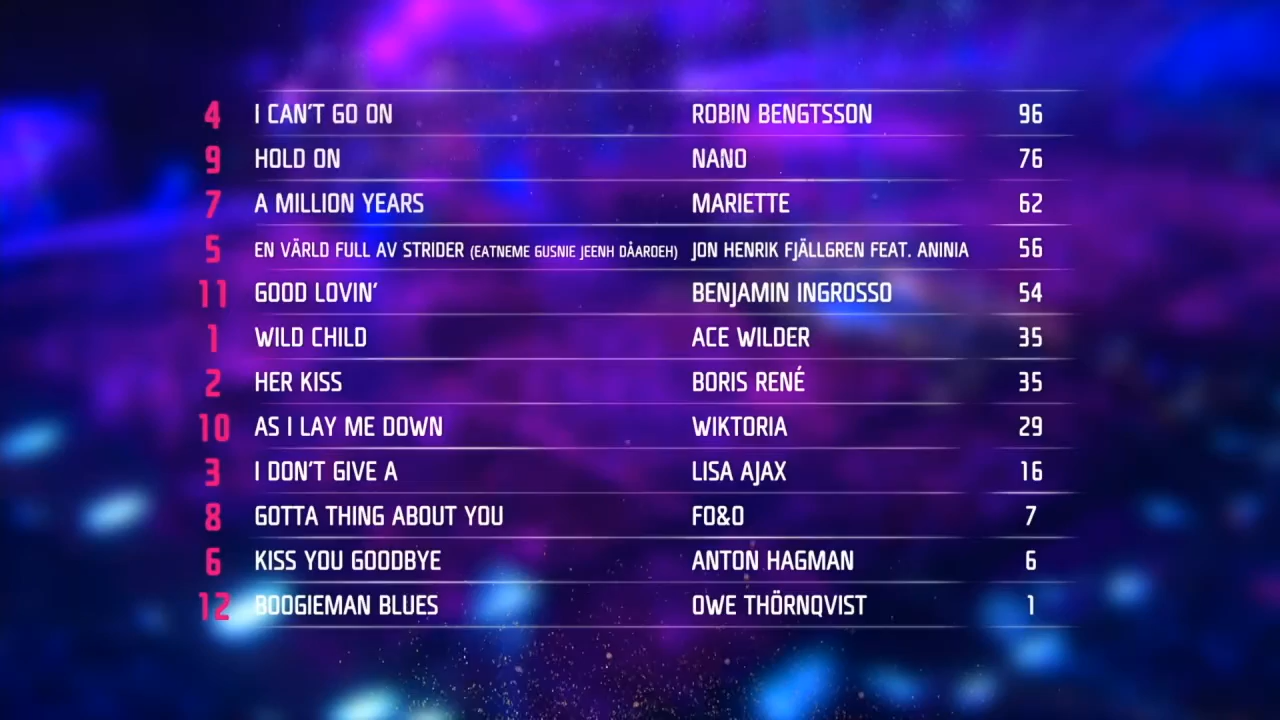 4 I CAN'T GO ON ROBIN BENGTSSON 96
9 HOLD ON NANO 76
7 A MILLION YEARS MARIETTE 62
5 EN VÄRLD FULL AV STRIDER (EATNEME GUSNIE JEENH DÅAROEH) JON HENRIK FJÄLLGREN FEAT. ANINIA 56
11 GOOD LOVIN' BENJAMIN INGROSSO 54
1 WILD CHILD ACE WILDER 35
2 HER KISS BORIS RENÉ 35
10 AS I LAY ME DOWN WIKTORIA 29
3 I DON'T GIVE A LISA AJAX 16
8 GOTTA THING ABOUT YOU FO&O 7
6 KISS YOU GOODBYE ANTON HAGMAN 6
12 BOOGIEMAN BLUES OWE THÖRNQVIST 1